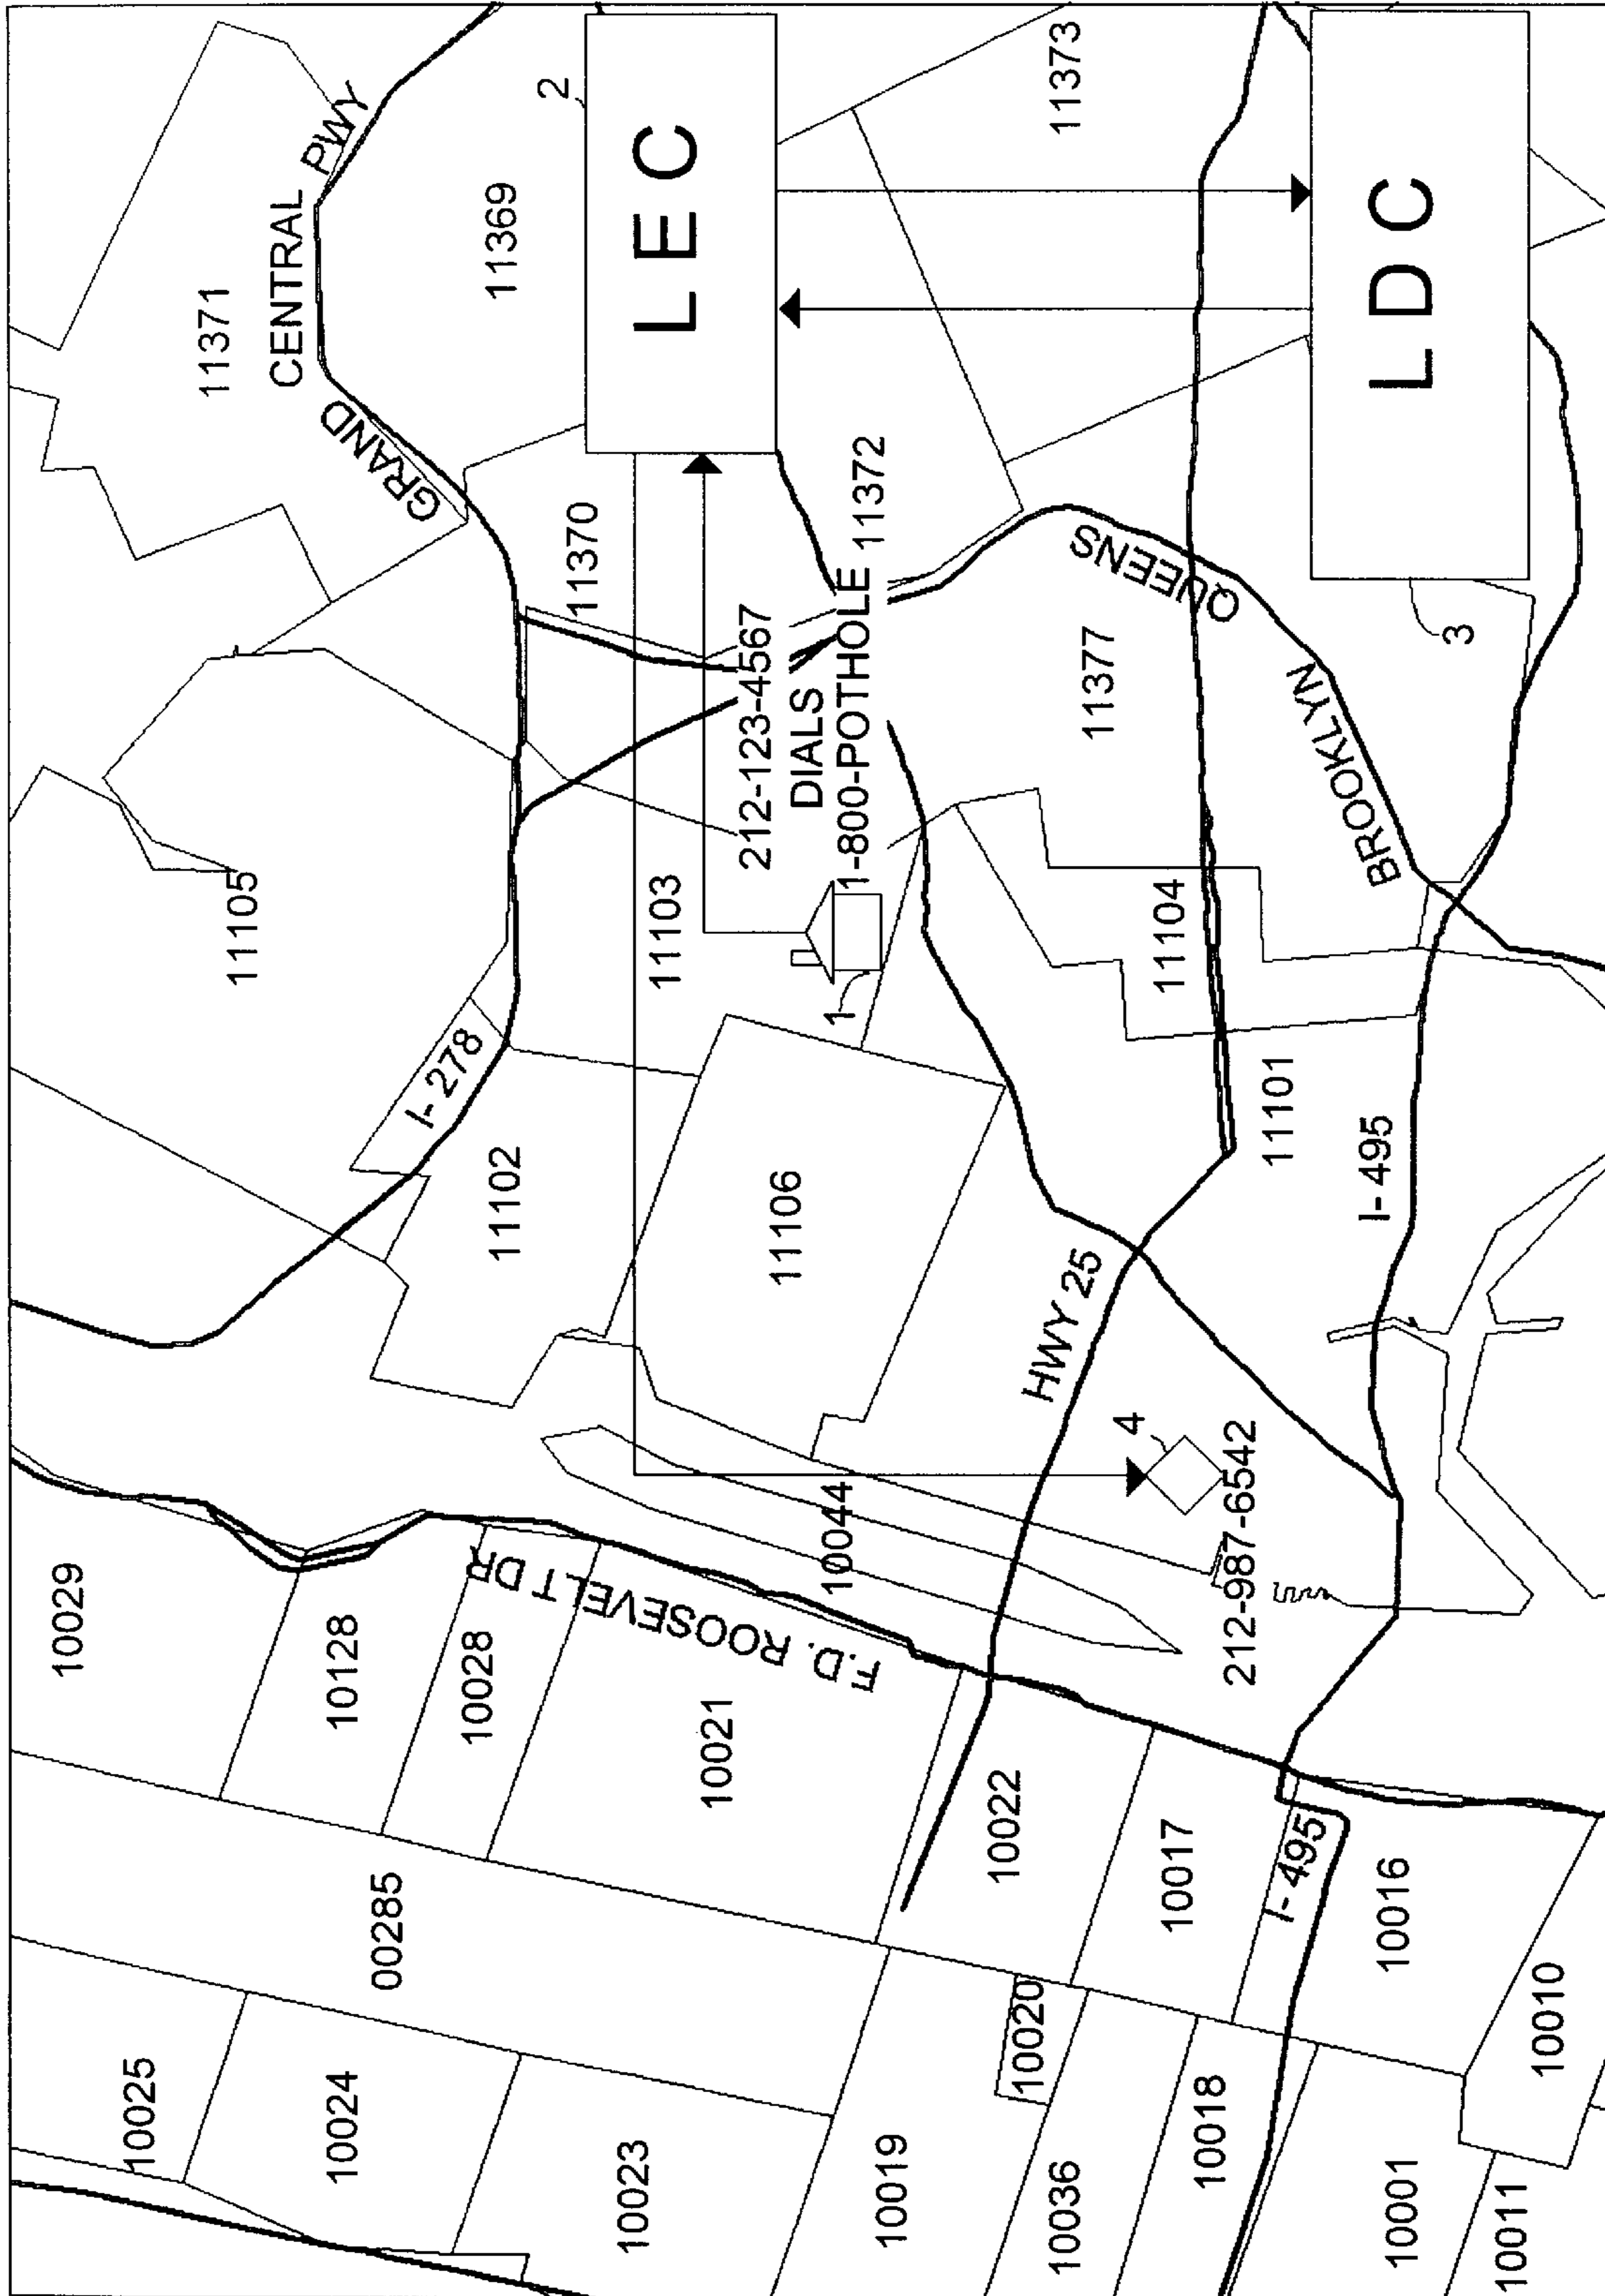 11371
CENTRAL
PWY
GRAND
11105
I-278
10029
10128
10025
10024
00285
10028
F.D. ROOSEVELT DR
11102
11369
2
11370
LEC
11103
10021
10023
11106
212-123-4567
DIALS
1-800-POTHOLE
1
11372
10044
10019
10022
10020
10036
HWY 25
11373
11377
QUEENS
4
11104
10017
10018
212-987-6542
11101
I-495
BROOKLYN
I-495
10016
10001
LDC
3
10010
10011